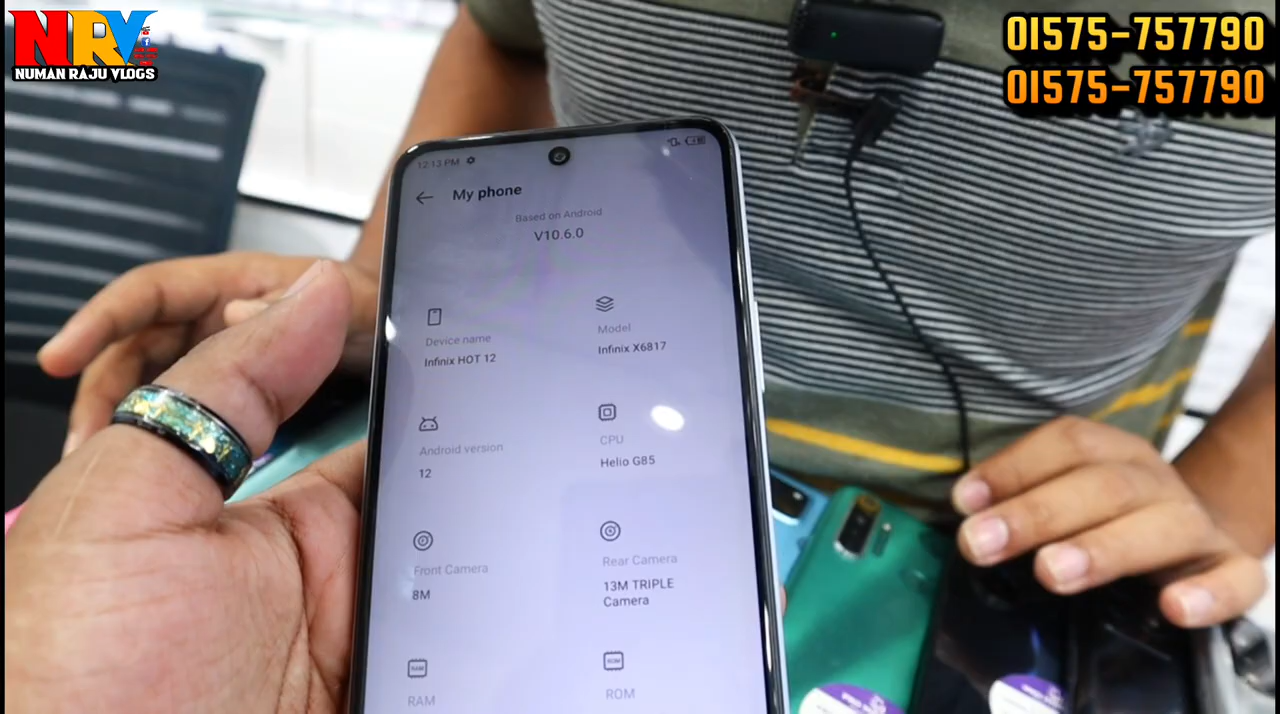 NRV
NUMAN RAJU VLOGS
01575-757790
01575-757790
12:13 PM
My phone
Based on Android
V10.6.0
Device name
Infinix HOT 12
Model
Infinix X6817
Android version
12
CPU
Helio G85
Front Camera
8M
Rear Camera
13M TRIPLE
Camera
RAM
RAM
ROM
ROM